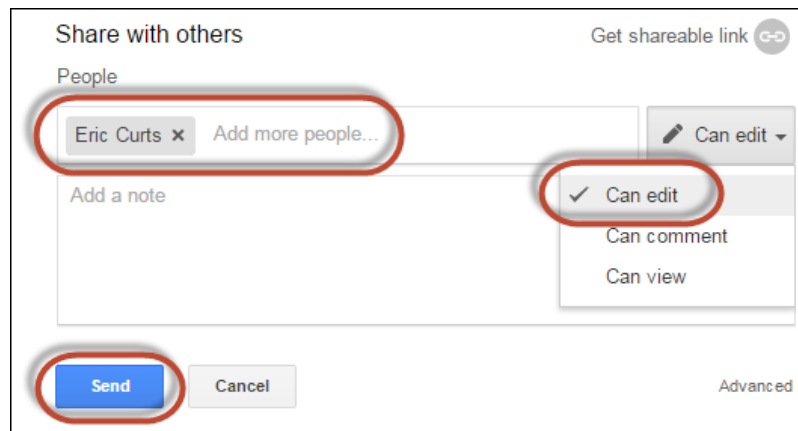 Share with others
Get shareable link
People
Eric Curts × Add more people...
Can edit
Add a note
Can edit
Can comment
Can view
Send
Cancel
Advanced